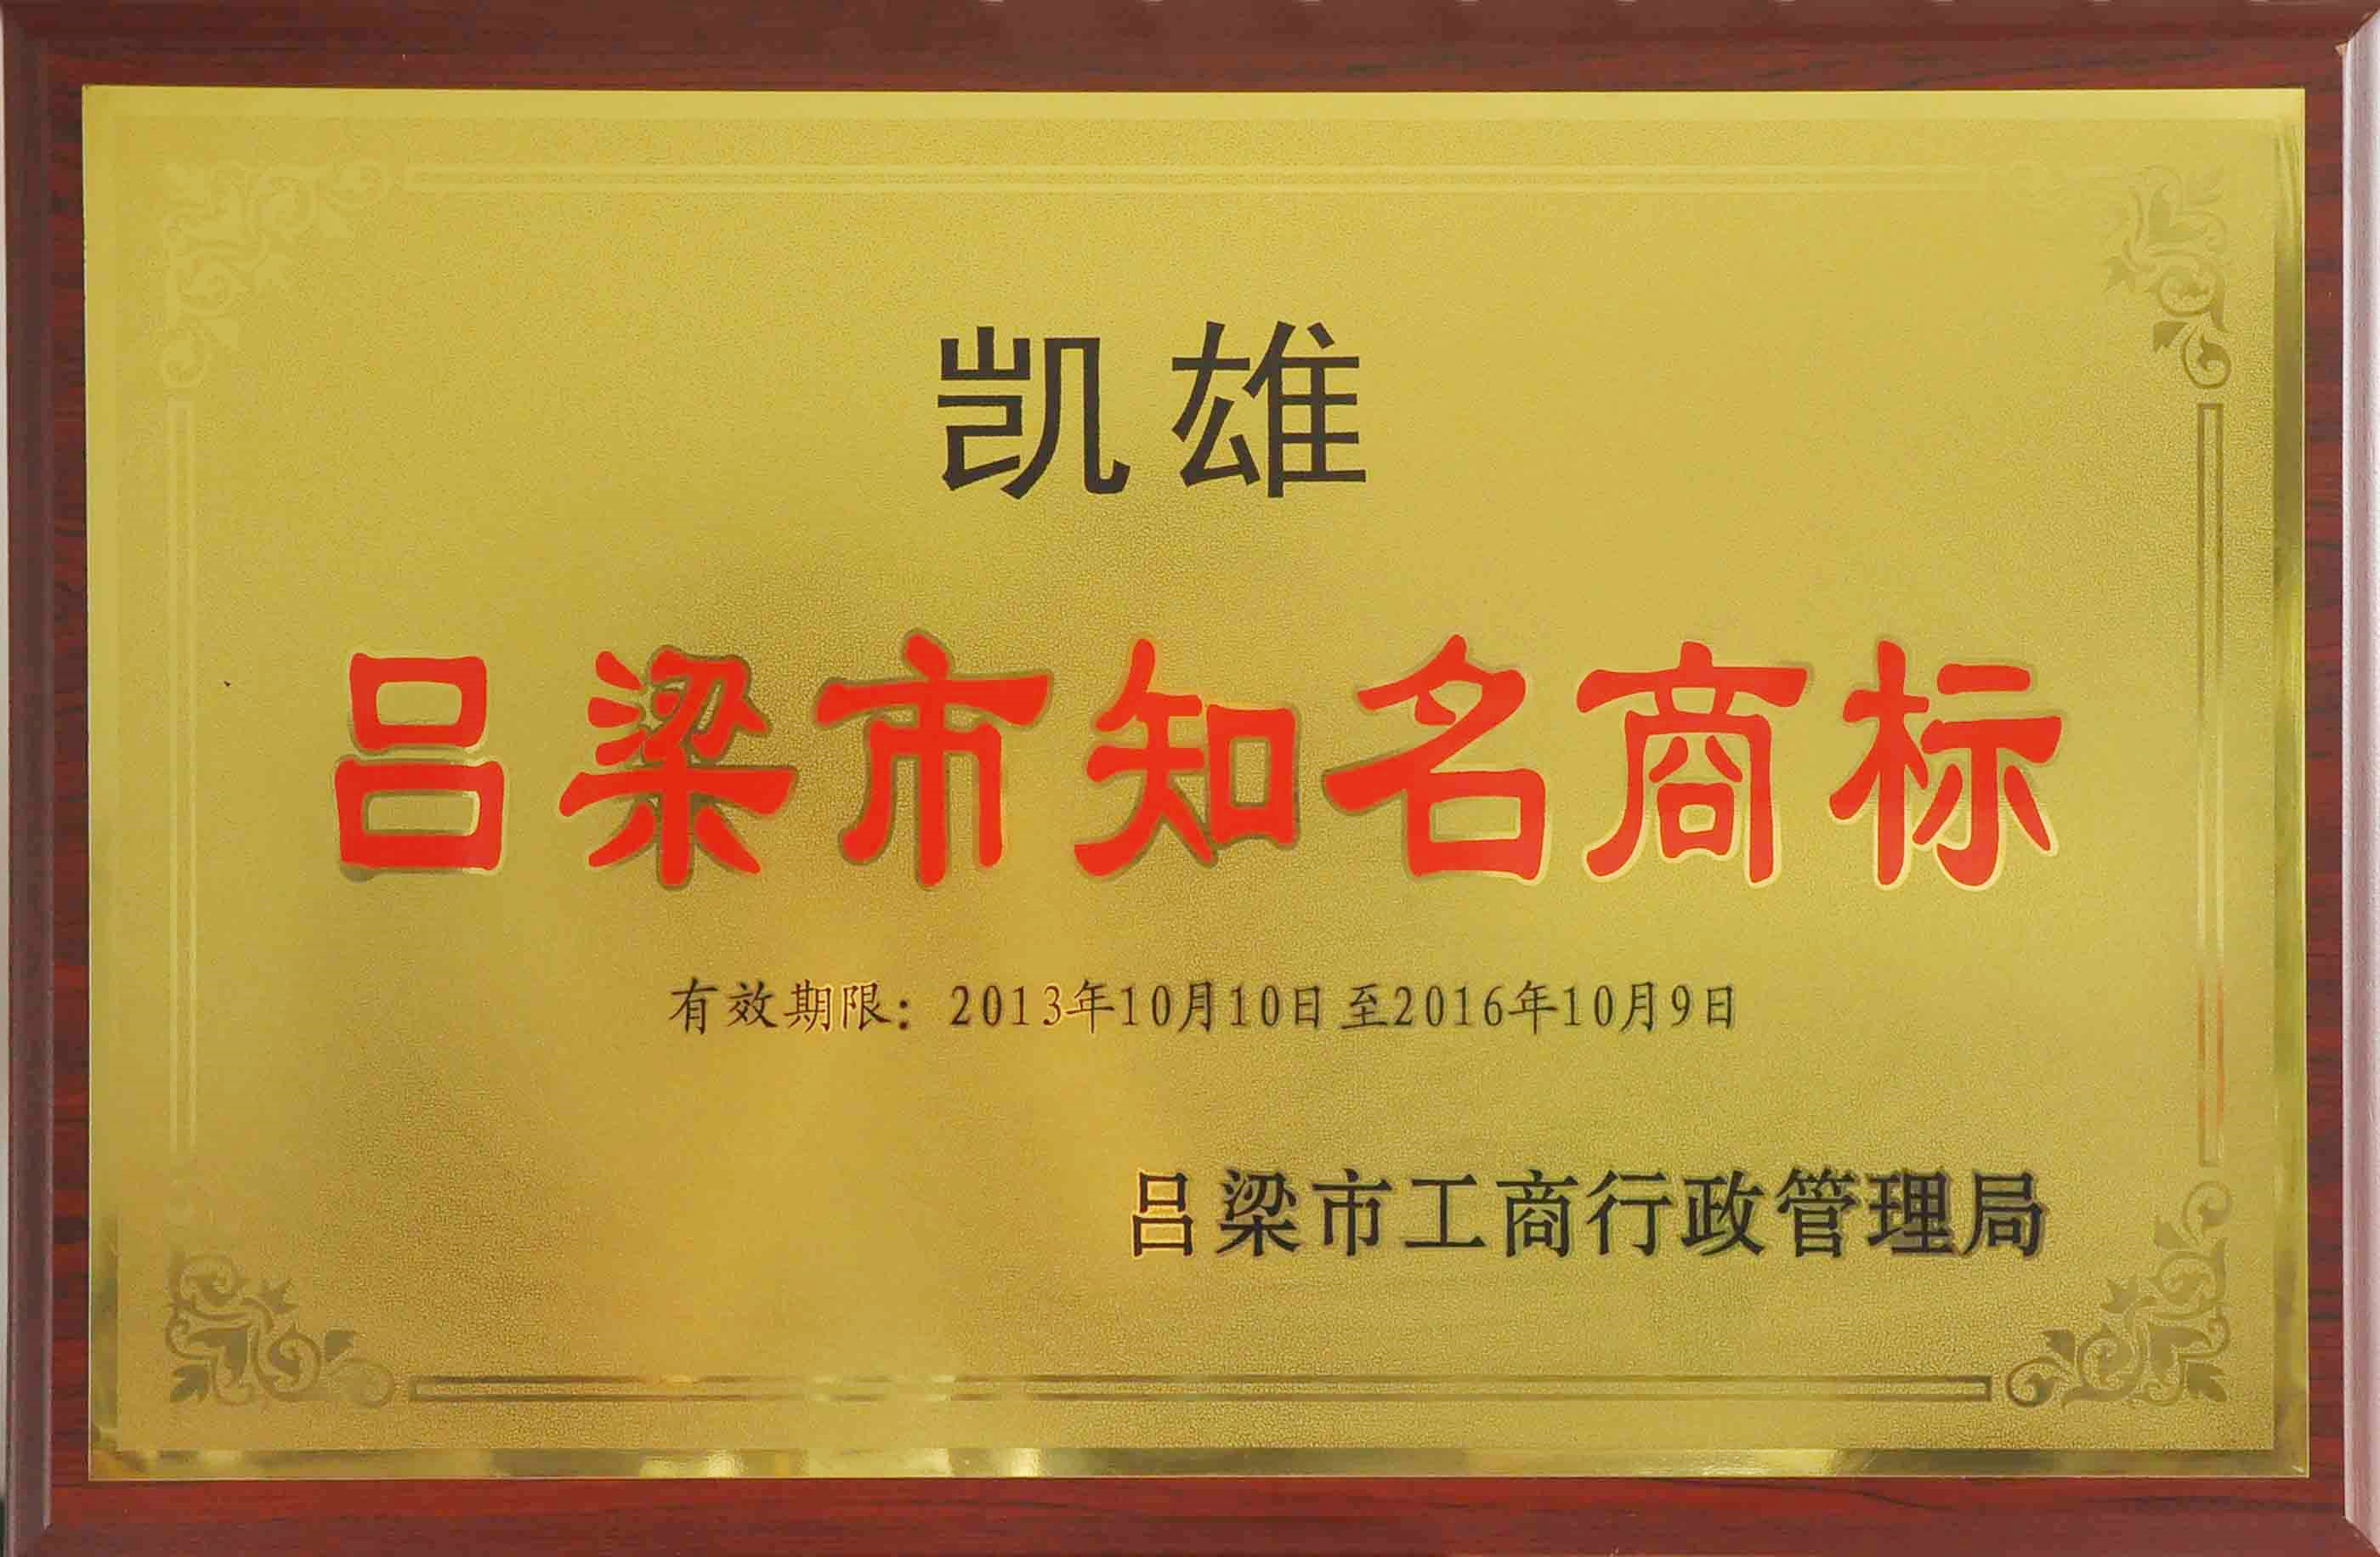 凯雄
吕梁市知名商标
有效期限：2013年10月10日至2016年10月9日
吕梁市工商行政管理局